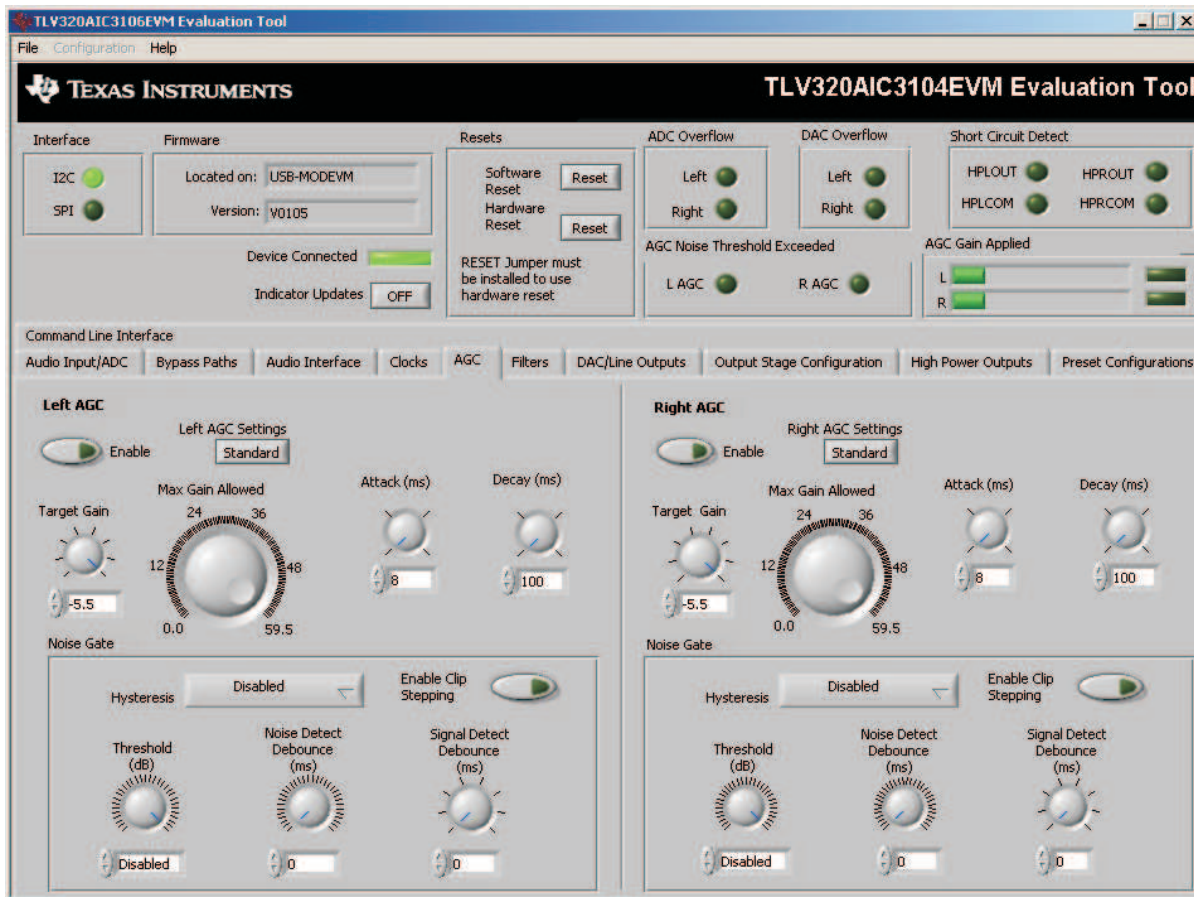 TLV320AIC3106EVM Evaluation Tool
File Configuration Help
TEXAS INSTRUMENTS
TLV320AIC3104EVM Evaluation Tool
Interface
I2C
SPI
Firmware
Located on: USB-MODEVM
Version: V0105
Device Connected
Indicator Updates OFF
Resets
Software Reset Reset
Hardware Reset Reset
RESET Jumper must
be installed to use
hardware reset
ADC Overflow
Left
Right
DAC Overflow
Left
Right
Short Circuit Detect
HPLOUT HPROUT
HPLCOM HPRCOM
AGC Noise Threshold Exceeded
L AGC R AGC
AGC Gain Applied
L
R
Command Line Interface
Audio Input/ADC Bypass Paths Audio Interface Clocks AGC Filters DAC/Line Outputs Output Stage Configuration High Power Outputs Preset Configurations
Left AGC
Enable
Left AGC Settings
Standard
Target Gain
-5.5
Max Gain Allowed
24 36
12 48
0.0 59.5
Attack (ms)
8
Decay (ms)
100
Noise Gate
Hysteresis Disabled
Enable Clip
Stepping
Threshold
(dB)
Disabled
Noise Detect
Debounce
(ms)
0
Signal Detect
Debounce
(ms)
0
Right AGC
Enable
Right AGC Settings
Standard
Target Gain
-5.5
Max Gain Allowed
24 36
12 48
0.0 59.5
Attack (ms)
8
Decay (ms)
100
Noise Gate
Hysteresis Disabled
Enable Clip
Stepping
Threshold
(dB)
Disabled
Noise Detect
Debounce
(ms)
0
Signal Detect
Debounce
(ms)
0